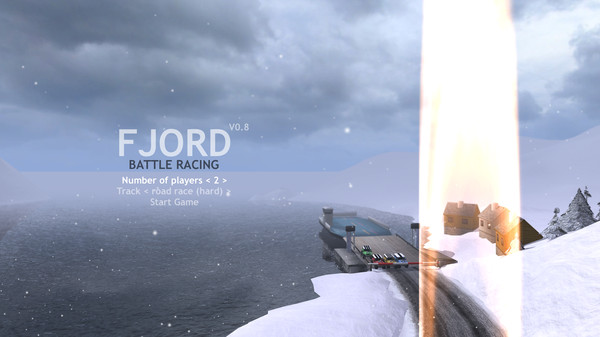 FJORD
V0.8
BATTLE RACING
Number of players < 2 >
Track < road race (hard) >
Start Game